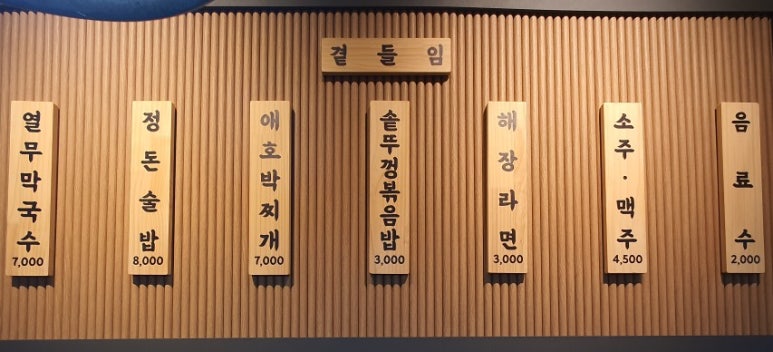 곁들임
열무막국수
7,000
정돈술밥
8,000
애호박찌개
7,000
솥뚜껑볶음밥
3,000
해장라면
3,000
소주·맥주
4,500
음료수
2,000